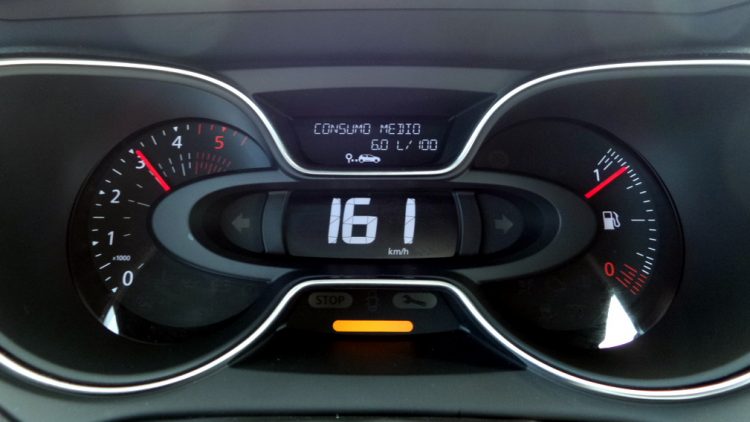 CONSUMO MEDIO
6.0 L/100
161
km/h
5
4
3
2
1
x1000
0
1
0
STOP